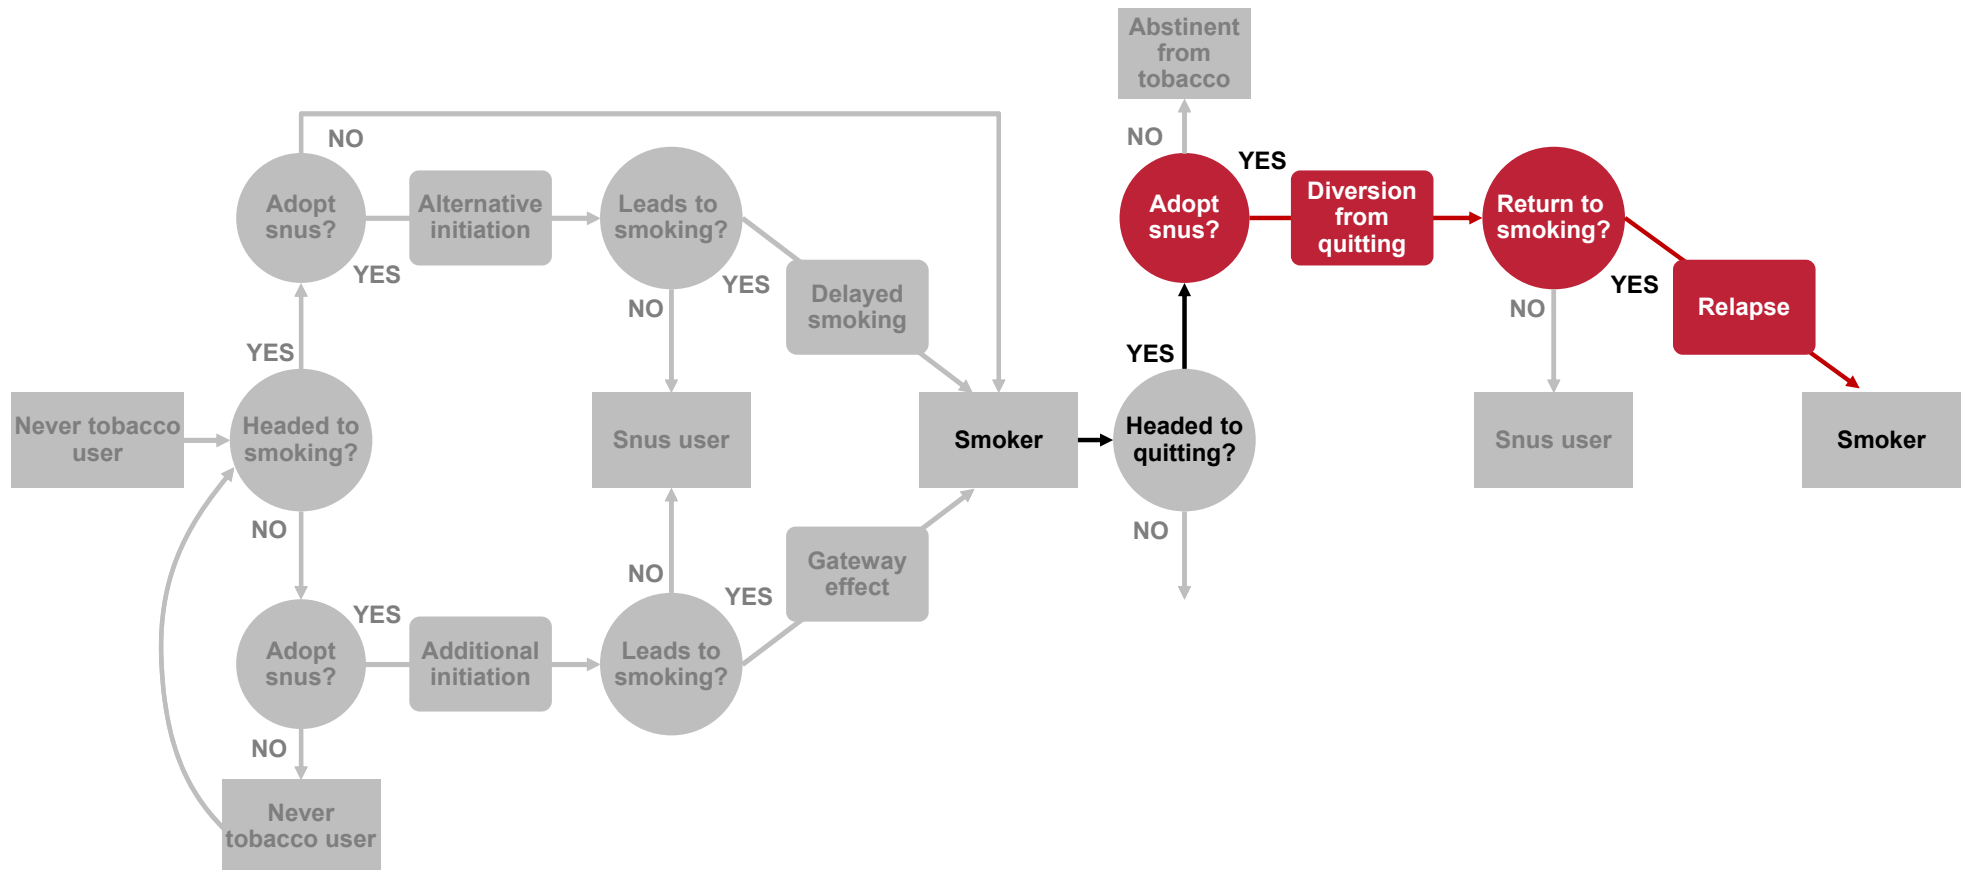 Abstinent
from
tobacco
NO
NO
YES
Adopt
snus?
Alternative
initiation
Leads to
smoking?
YES
YES
NO
Delayed
smoking
Adopt
snus?
Diversion
from
quitting
Return to
smoking?
YES
NO
Relapse
YES
YES
Never tobacco
user
Headed to
smoking?
Snus user
Smoker
Headed to
quitting?
Snus user
Smoker
NO
NO
NO
YES
Gateway
effect
YES
Adopt
snus?
Additional
initiation
Leads to
smoking?
NO
Never
tobacco user